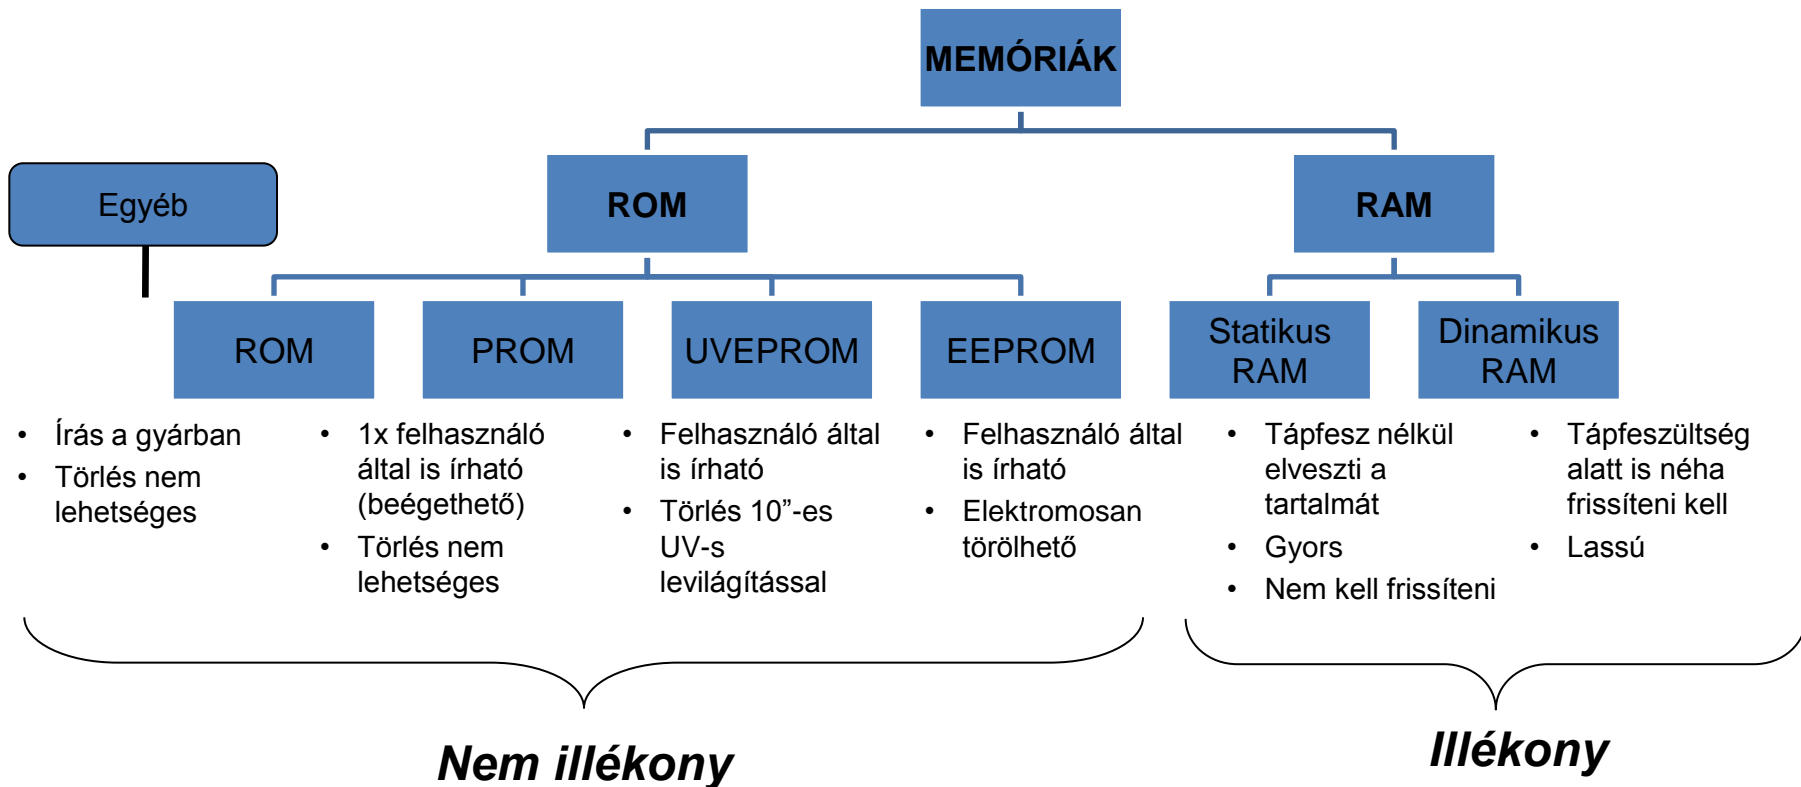 MEMÓRIÁK
Egyéb
ROM
RAM
ROM
PROM
UVEPROM
EEPROM
Statikus
RAM
Dinamikus
RAM
• Írás a gyárban
• Törlés nem
lehetséges
• 1x felhasználó
által is írható
(beégethető)
• Törlés nem
lehetséges
• Felhasználó által
is írható
• Törlés 10”-es
UV-s
levilágítással
• Felhasználó által
is írható
• Elektromosan
törölhető
• Tápfesz nélkül
elveszti a
tartalmát
• Gyors
• Nem kell frissíteni
• Tápfeszültség
alatt is néha
frissíteni kell
• Lassú
Nem illékony
Illékony